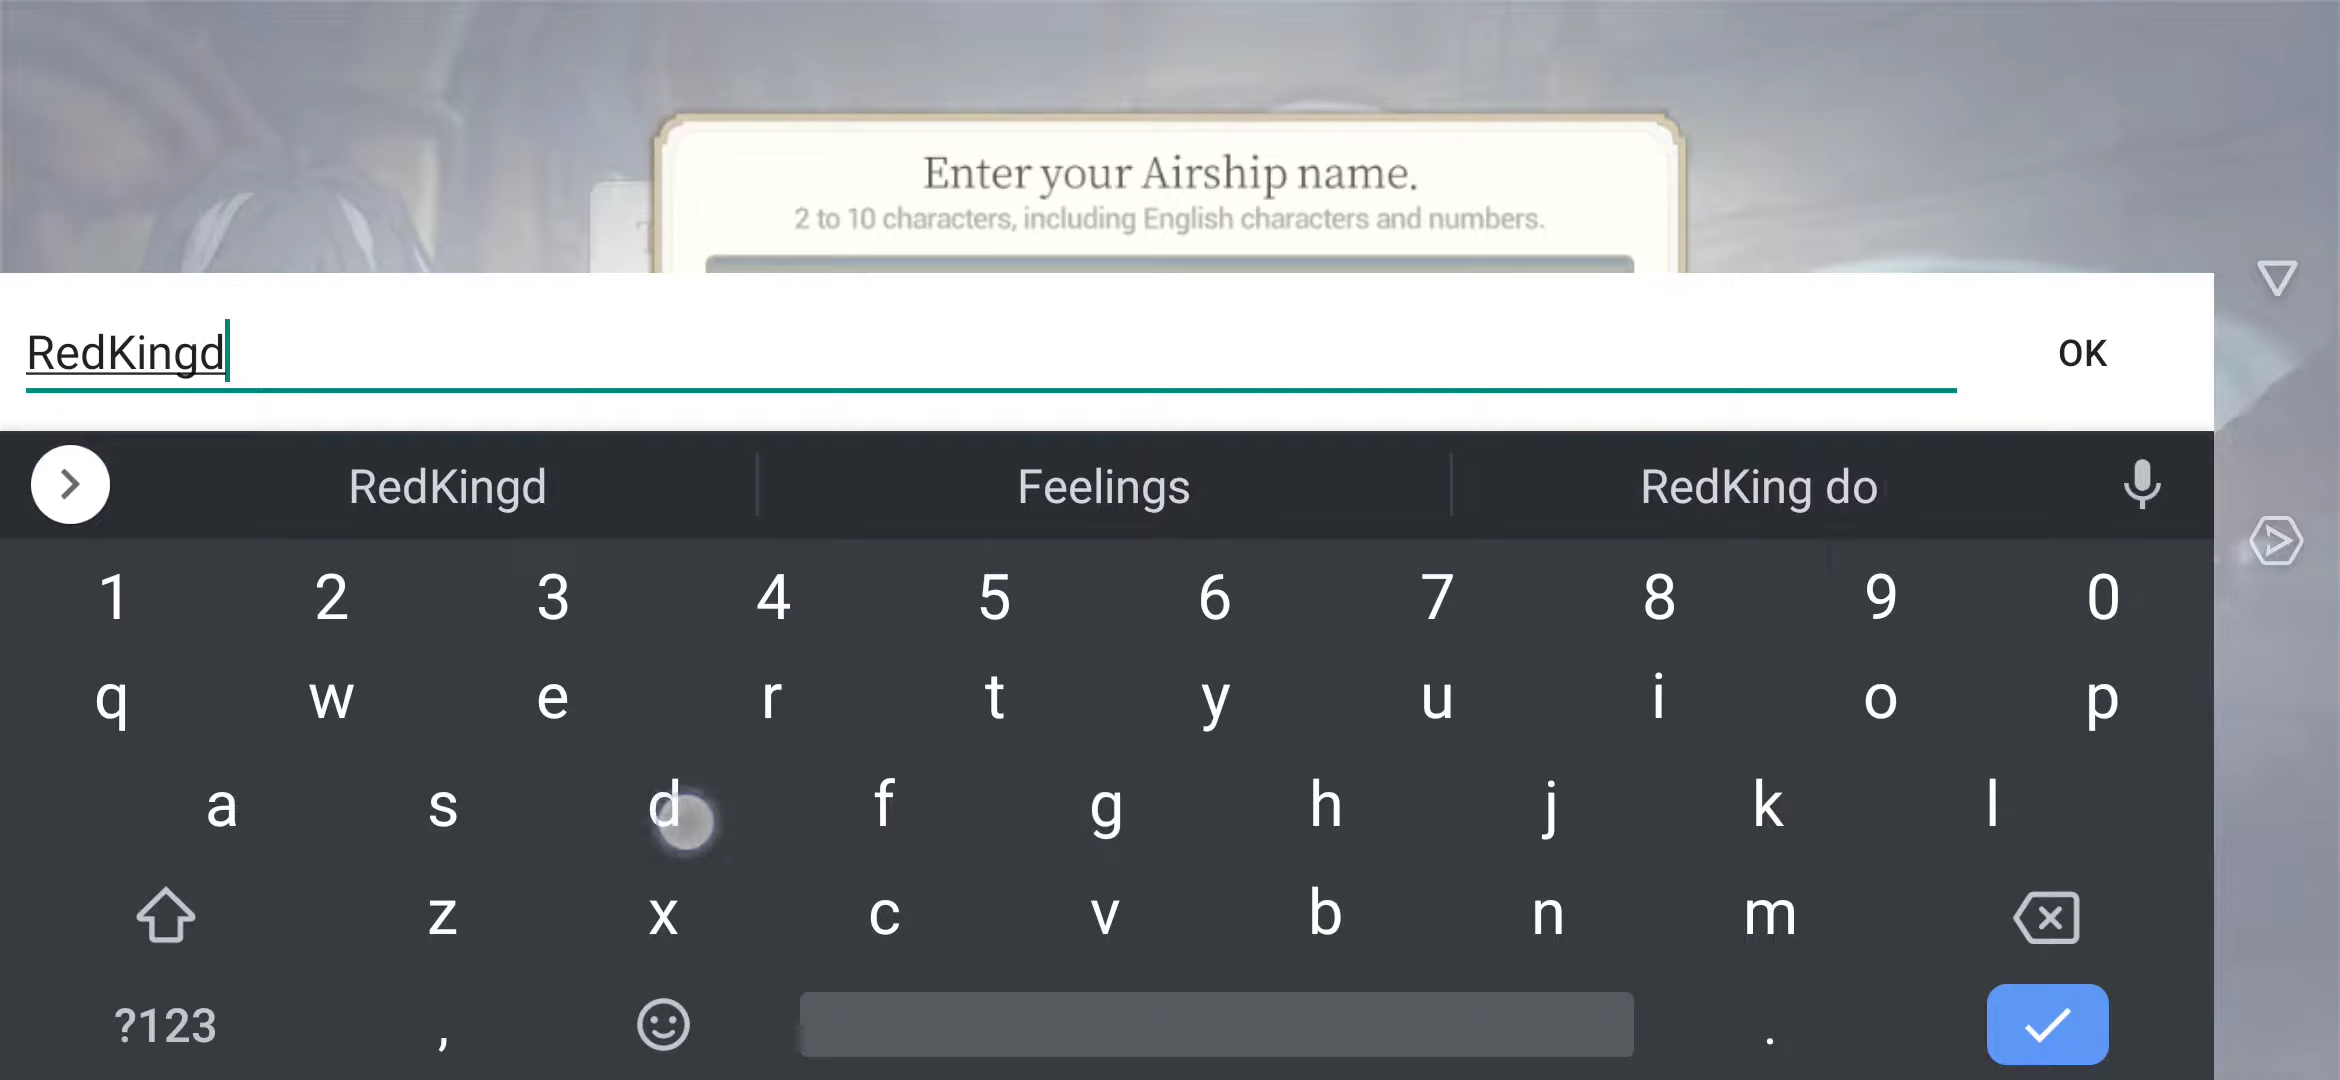 Enter your Airship name.
2 to 10 characters, including English characters and numbers.
RedKingd
OK
RedKingd Feelings RedKing do
1 2 3 4 5 6 7 8 9 0
q w e r t y u i o p
a s d f g h j k l
z x c v b n m
?123 , .